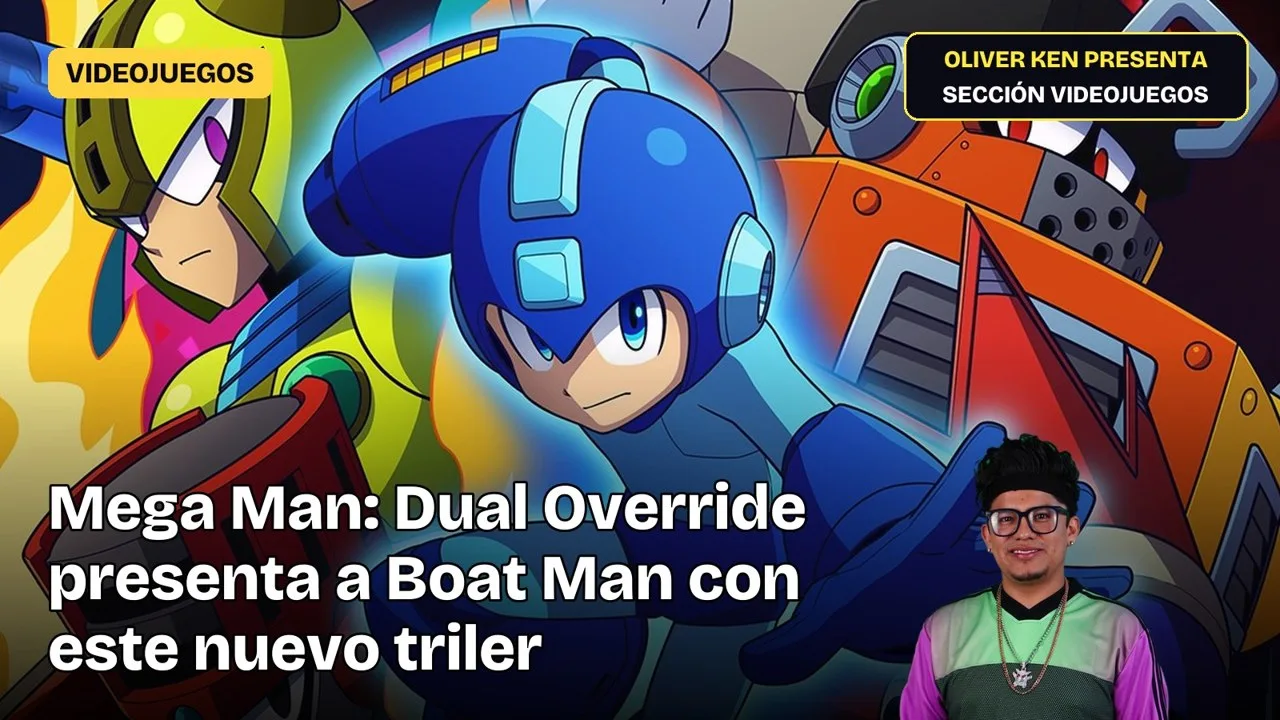 VIDEOJUEGOS
OLIVER KEN PRESENTA
SECCIÓN VIDEOJUEGOS
Mega Man: Dual Override
presenta a Boat Man con
este nuevo triler